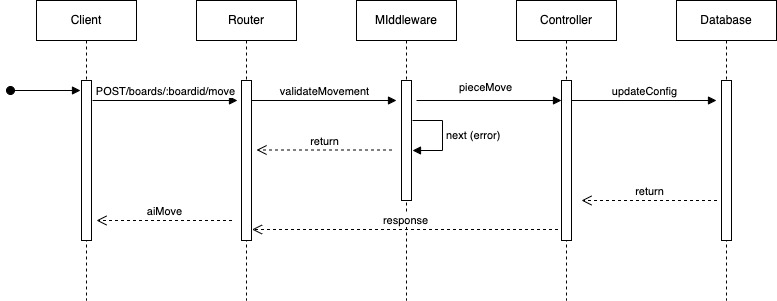 Client
Router
MIddleware
Controller
Database
POST/boards/:boardid/move
validateMovement
pieceMove
updateConfig
next (error)
return
return
aiMove
response